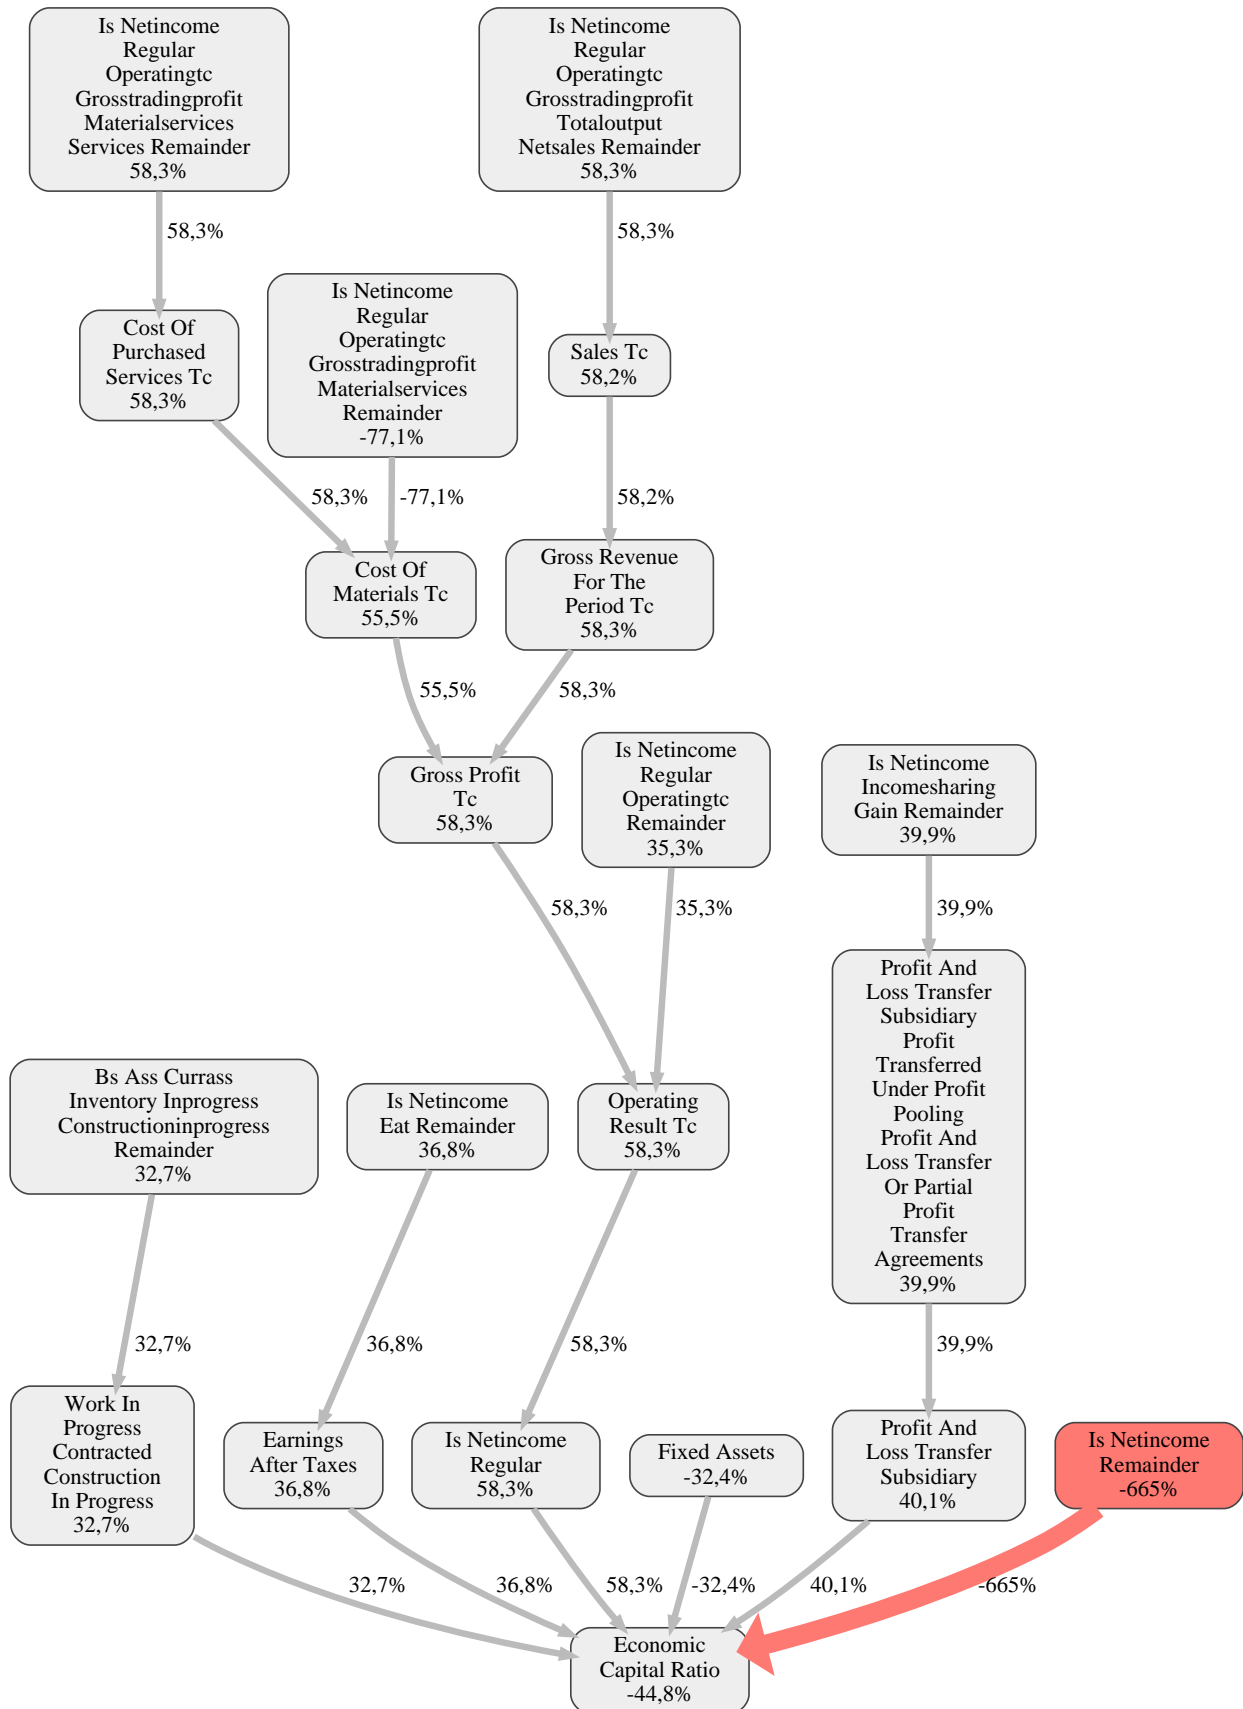 Is Netincome
Regular
Operatingtc
Grosstradingprofit
Materialservices
Services Remainder
58,3%
Is Netincome
Regular
Operatingtc
Grosstradingprofit
Totaloutput
Netsales Remainder
58,3%
58,3%
58,3%
Is Netincome
Regular
Operatingtc
Grosstradingprofit
Materialservices
Remainder
-77,1%
Cost Of
Purchased
Services Tc
58,3%
Sales Tc
58,2%
58,3%
-77,1%
58,2%
Cost Of
Materials Tc
55,5%
Gross Revenue
For The
Period Tc
58,3%
55,5%
58,3%
Gross Profit
Tc
58,3%
Is Netincome
Regular
Operatingtc
Remainder
35,3%
Is Netincome
Incomesharing
Gain Remainder
39,9%
58,3%
35,3%
39,9%
Profit And
Loss Transfer
Subsidiary
Profit
Transferred
Under Profit
Pooling
Profit And
Loss Transfer
Or Partial
Profit
Transfer
Agreements
39,9%
Bs Ass Currass
Inventory Inprogress
Constructioninprogress
Remainder
32,7%
Is Netincome
Eat Remainder
36,8%
Operating
Result Tc
58,3%
32,7%
36,8%
58,3%
39,9%
Work In
Progress
Contracted
Construction
In Progress
32,7%
Earnings
After Taxes
36,8%
Is Netincome
Regular
58,3%
Fixed Assets
-32,4%
Profit And
Loss Transfer
Subsidiary
40,1%
Is Netincome
Remainder
-665%
32,7%
36,8%
58,3%
-32,4%
40,1%
-665%
Economic
Capital Ratio
-44,8%